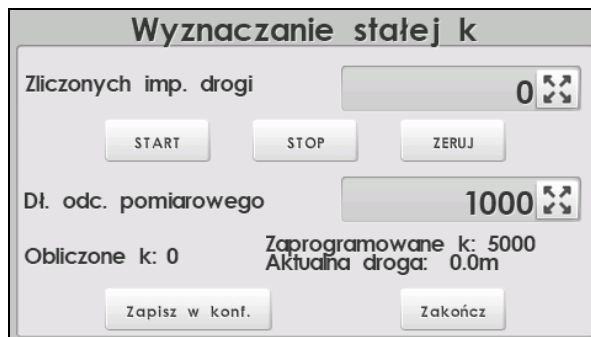 Wyznaczanie stałej k
Zliczonych imp. drogi 0
START STOP ZERUJ
Dł. odc. pomiarowego 1000
Obliczone k: 0
Zaprogramowane k: 5000
Aktualna droga: 0.0m
Zapisz w konf. Zakończ